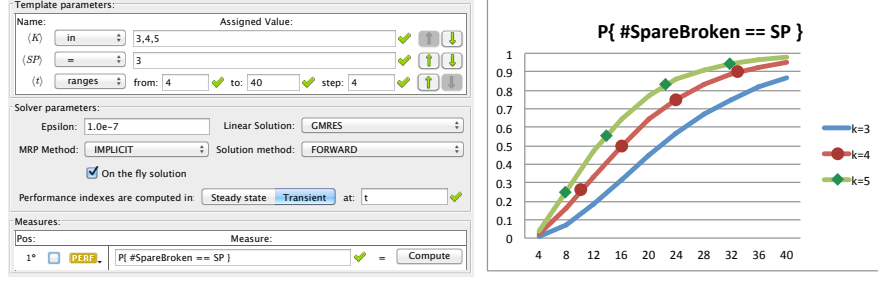 Template parameters:
Name: Assigned Value:
⟨K⟩ in 3,4,5
⟨SP⟩ = 3
⟨t⟩ ranges from: 4 to: 40 step: 4
Solver parameters:
Epsilon: 1.0e-7 Linear Solution: GMRES
MRP Method: IMPLICIT Solution method: FORWARD
On the fly solution
Performance indexes are computed in: Steady state Transient at: t
Measures:
Pos: Measure:
1° PERF P{ #SpareBroken == SP } = Compute
P{ #SpareBroken == SP }
1
0.9
0.8
0.7
0.6
0.5
0.4
0.3
0.2
0.1
0
4 8 12 16 20 24 28 32 36 40
k=3
k=4
k=5